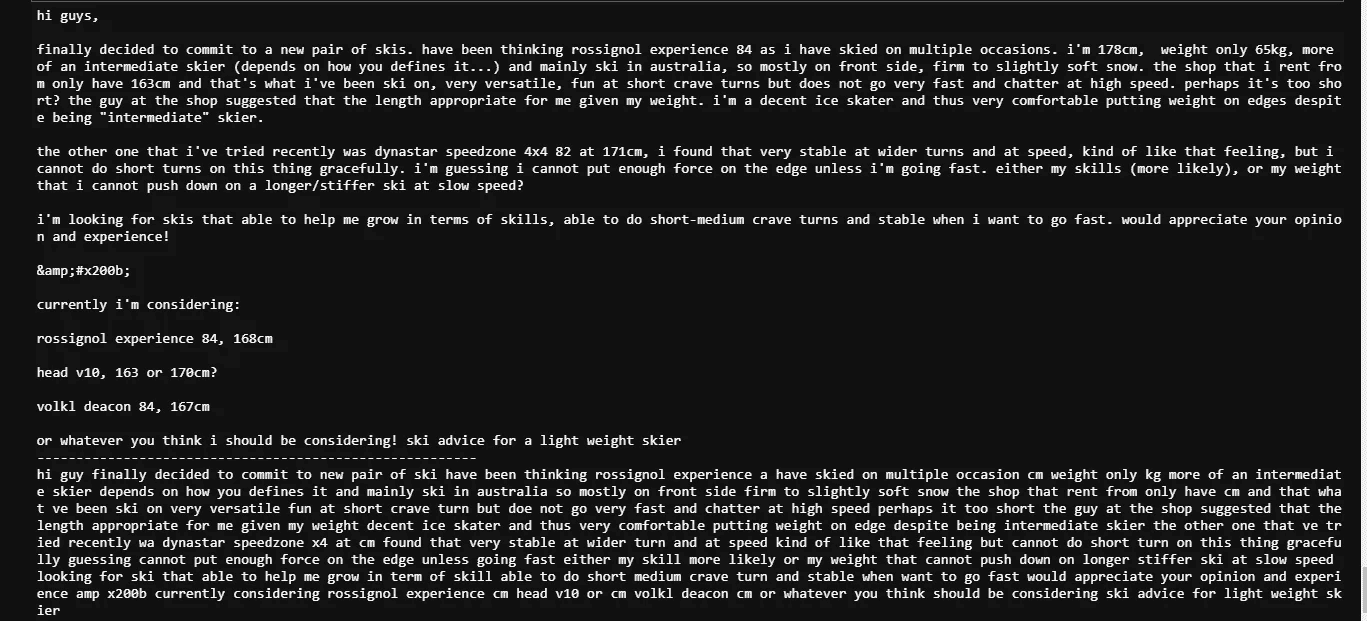 hi guys,
finally decided to commit to a new pair of skis. have been thinking rossignol experience 84 as i have skied on multiple occasions. i'm 178cm,  weight only 65kg, more
of an intermediate skier (depends on how you defines it...) and mainly ski in australia, so mostly on front side, firm to slightly soft snow. the shop that i rent fro
m only have 163cm and that's what i've been ski on, very versatile, fun at short crave turns but does not go very fast and chatter at high speed. perhaps it's too sho
rt? the guy at the shop suggested that the length appropriate for me given my weight. i'm a decent ice skater and thus very comfortable putting weight on edges despit
e being "intermediate" skier.
the other one that i've tried recently was dynastar speedzone 4x4 82 at 171cm, i found that very stable at wider turns and at speed, kind of like that feeling, but i
cannot do short turns on this thing gracefully. i'm guessing i cannot put enough force on the edge unless i'm going fast. either my skills (more likely), or my weight
that i cannot push down on a longer/stiffer ski at slow speed?
i'm looking for skis that able to help me grow in terms of skills, able to do short-medium crave turns and stable when i want to go fast. would appreciate your opinio
n and experience!
&amp;#x200b;
currently i'm considering:
rossignol experience 84, 168cm
head v10, 163 or 170cm?
volkl deacon 84, 167cm
or whatever you think i should be considering! ski advice for a light weight skier
--------------------------------------------------------
hi guy finally decided to commit to new pair of ski have been thinking rossignol experience a have skied on multiple occasion cm weight only kg more of an intermediat
e skier depends on how you defines it and mainly ski in australia so mostly on front side firm to slightly soft snow the shop that rent from only have cm and that wha
t ve been ski on very versatile fun at short crave turn but doe not go very fast and chatter at high speed perhaps it too short the guy at the shop suggested that the
length appropriate for me given my weight decent ice skater and thus very comfortable putting weight on edge despite being intermediate skier the other one that ve tr
ied recently wa dynastar speedzone x4 at cm found that very stable at wider turn and at speed kind of like that feeling but cannot do short turn on this thing gracefu
lly guessing cannot put enough force on the edge unless going fast either my skill more likely or my weight that cannot push down on longer stiffer ski at slow speed
looking for ski that able to help me grow in term of skill able to do short medium crave turn and stable when want to go fast would appreciate your opinion and experi
ence amp x200b currently considering rossignol experience cm head v10 or cm volkl deacon cm or whatever you think should be considering ski advice for light weight sk
ier